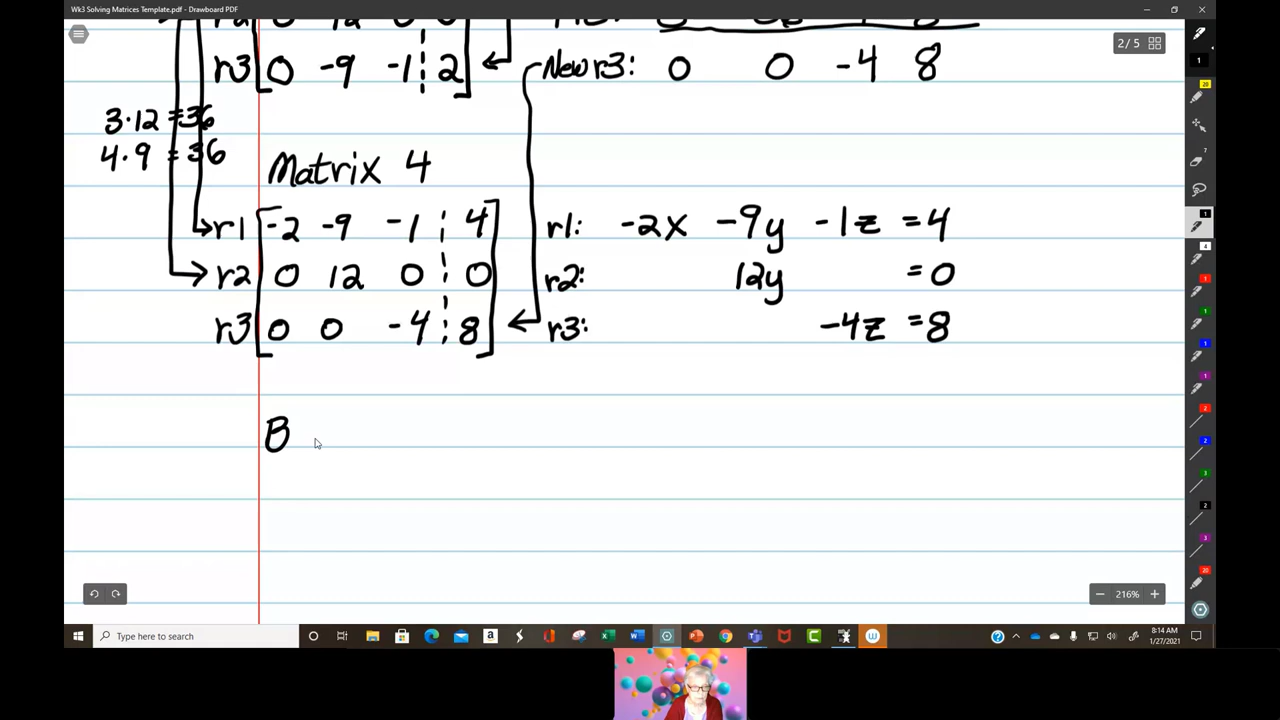 Wk3 Solving Matrices Template.pdf - Drawboard PDF
2/5
r3 0 -9 -1 2
New r3: 0 0 -4 8
3·12 = 36
4·9 = 36
Matrix 4
r1 -2 -9 -1 4
r2 0 12 0 0
r3 0 0 -4 8
r1: -2x -9y -1z = 4
r2: 12y = 0
r3: -4z = 8
B
216%
Type here to search
8:14 AM
1/27/2021